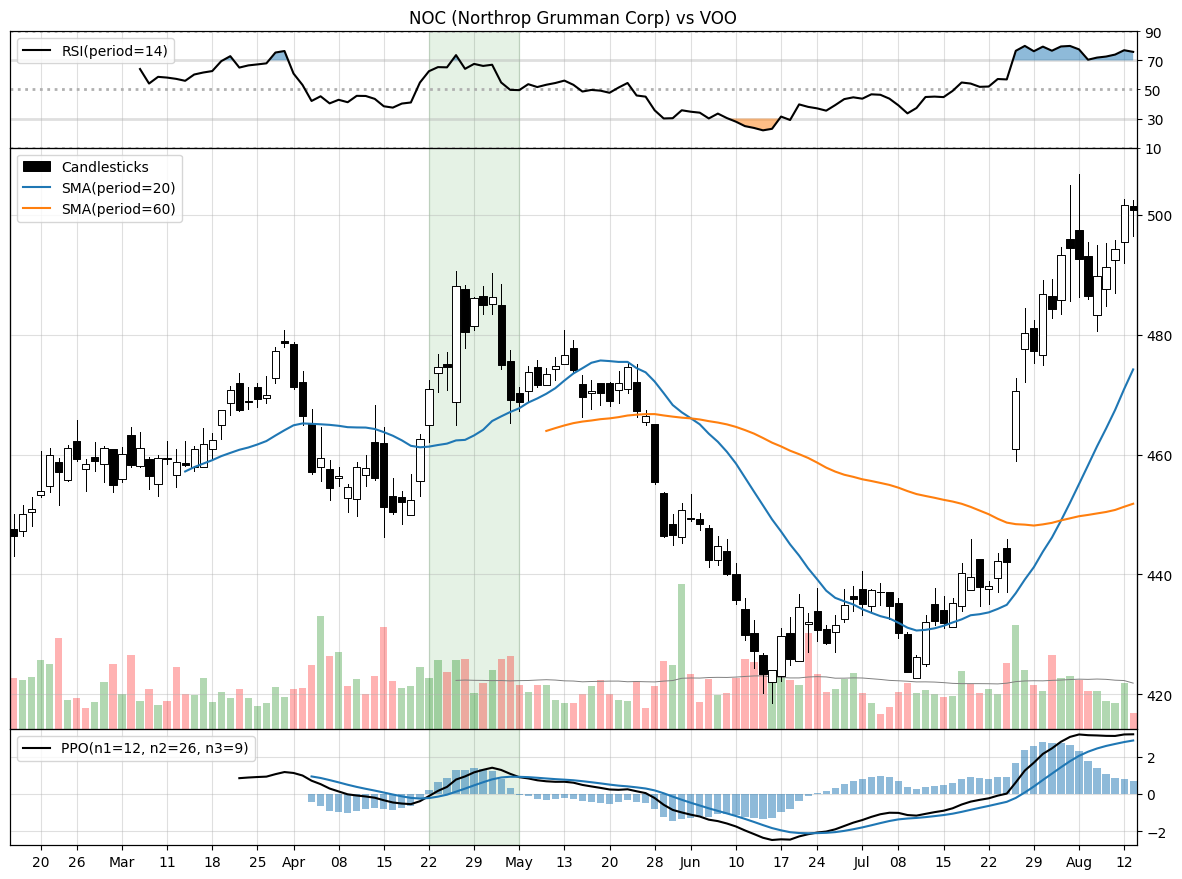 NOC (Northrop Grumman Corp) vs VOO
RSI(period=14)
90
70
50
30
10
Candlesticks
SMA(period=20)
SMA(period=60)
500
480
460
440
420
PPO(n1=12, n2=26, n3=9)
2
0
−2
20 26 Mar 11 18 25 Apr 08 15 22 29 May 13 20 28 Jun 10 17 24 Jul 08 15 22 29 Aug 12